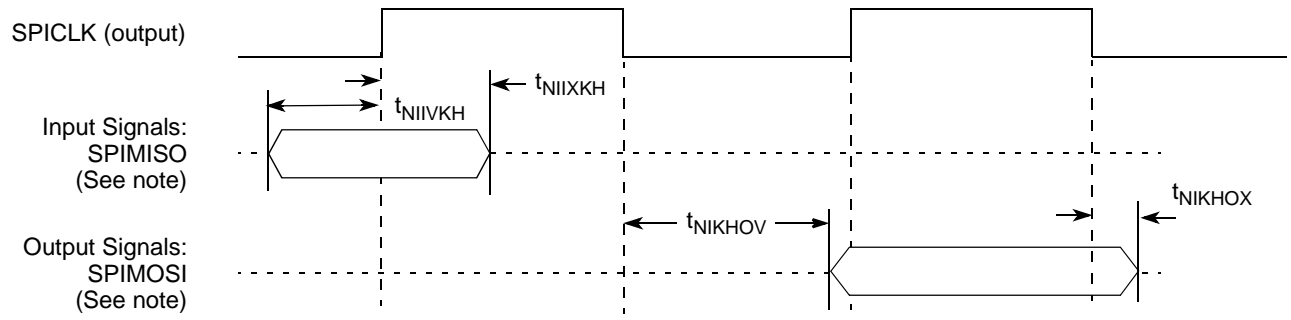 SPICLK (output)
tNIIXKH
tNIIVKH
Input Signals:
SPIMISO
(See note)
tNIKHOX
tNIKHOV
Output Signals:
SPIMOSI
(See note)